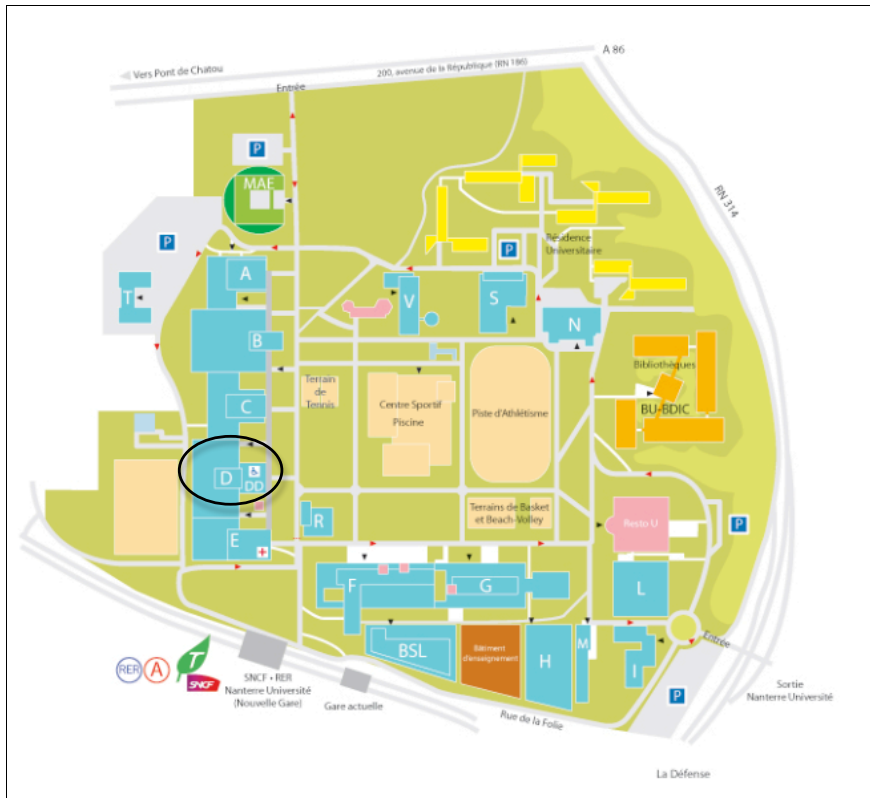 A 86
Vers Pont de Chatou
200, avenue de la République (RN 186)
Entrée
P
MAE
RN 314
P
P
Résidence
Universitaire
T
A
V
S
N
B
Bibliothèques
BU-BDIC
Terrain
de
Tennis
Centre Sportif
Piscine
Piste d'Athlétisme
C
D
DD
Terrains de Basket
et Beach-Volley
R
Resto U
P
E
F
G
L
BSL
Bâtiment
d'enseignement
H
M
I
Entrée
RER
A
T
SNCF
SNCF • RER
Nanterre Université
(Nouvelle Gare)
Gare actuelle
P
Sortie
Nanterre Université
Rue de la Folie
La Défense